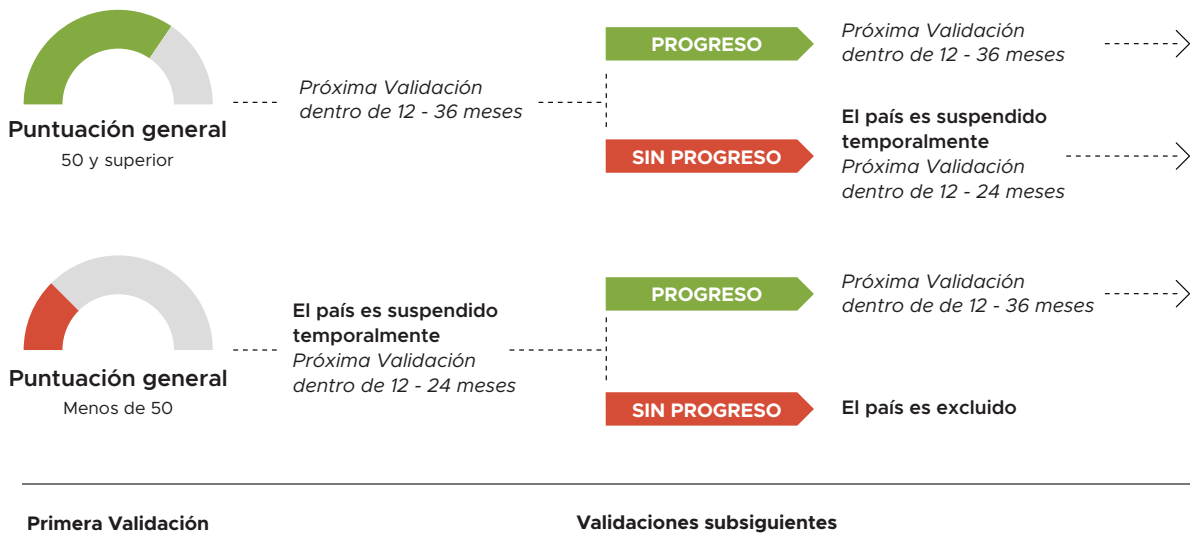 Puntuación general
50 y superior
Próxima Validación
dentro de 12 - 36 meses
PROGRESO
Próxima Validación
dentro de 12 - 36 meses
SIN PROGRESO
El país es suspendido
temporalmente
Próxima Validación
dentro de 12 - 24 meses
Puntuación general
Menos de 50
El país es suspendido
temporalmente
Próxima Validación
dentro de 12 - 24 meses
PROGRESO
Próxima Validación
dentro de de 12 - 36 meses
SIN PROGRESO
El país es excluido
Primera Validación
Validaciones subsiguientes